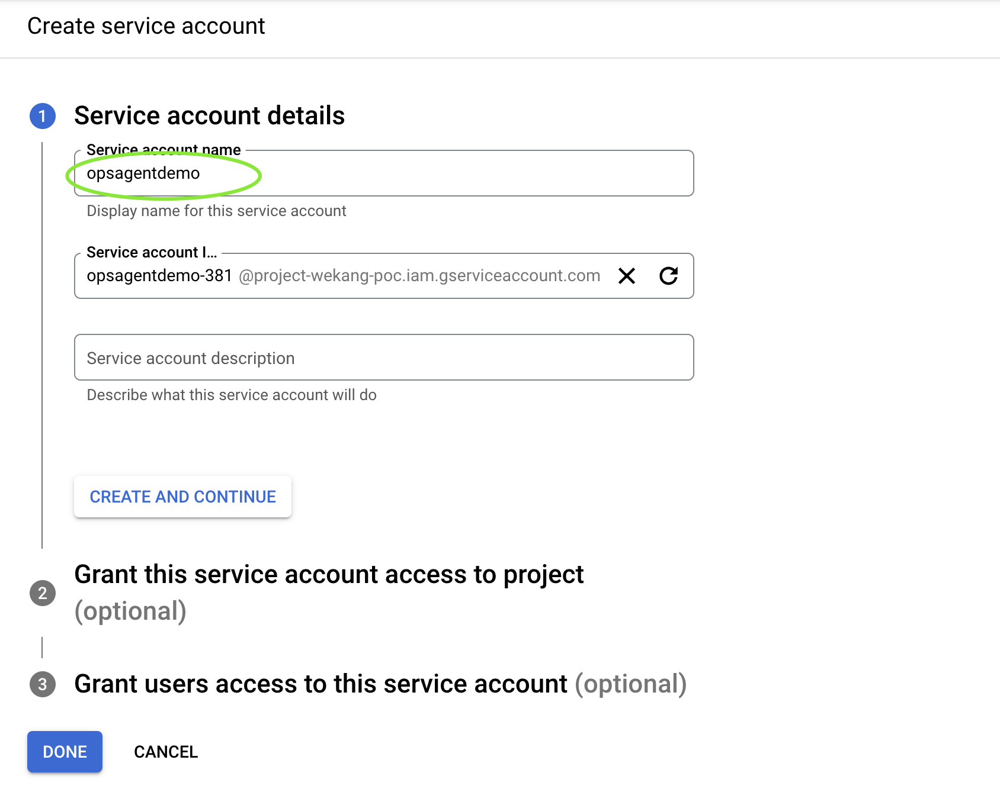 Create service account
1 Service account details
Service account name
opsagentdemo
Display name for this service account
Service account I...
opsagentdemo-381 @project-wekang-poc.iam.gserviceaccount.com
Service account description
Describe what this service account will do
CREATE AND CONTINUE
2 Grant this service account access to project
(optional)
3 Grant users access to this service account (optional)
DONE CANCEL